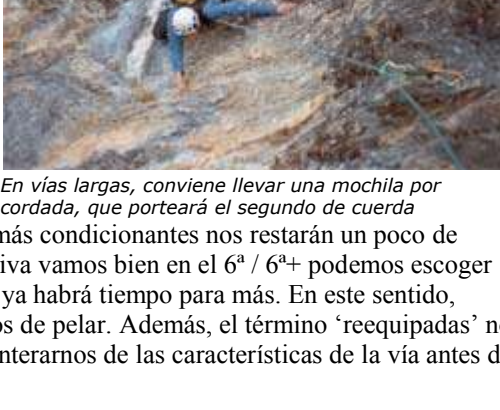 En vías largas, conviene llevar una mochila por
cordada, que porteará el segundo de cuerda
más condicionantes nos restarán un poco de
iva vamos bien en el 6ª / 6ª+ podemos escoger
ya habrá tiempo para más. En este sentido,
os de pelar. Además, el término ‘reequipadas’ n
nterarnos de las características de la vía antes d